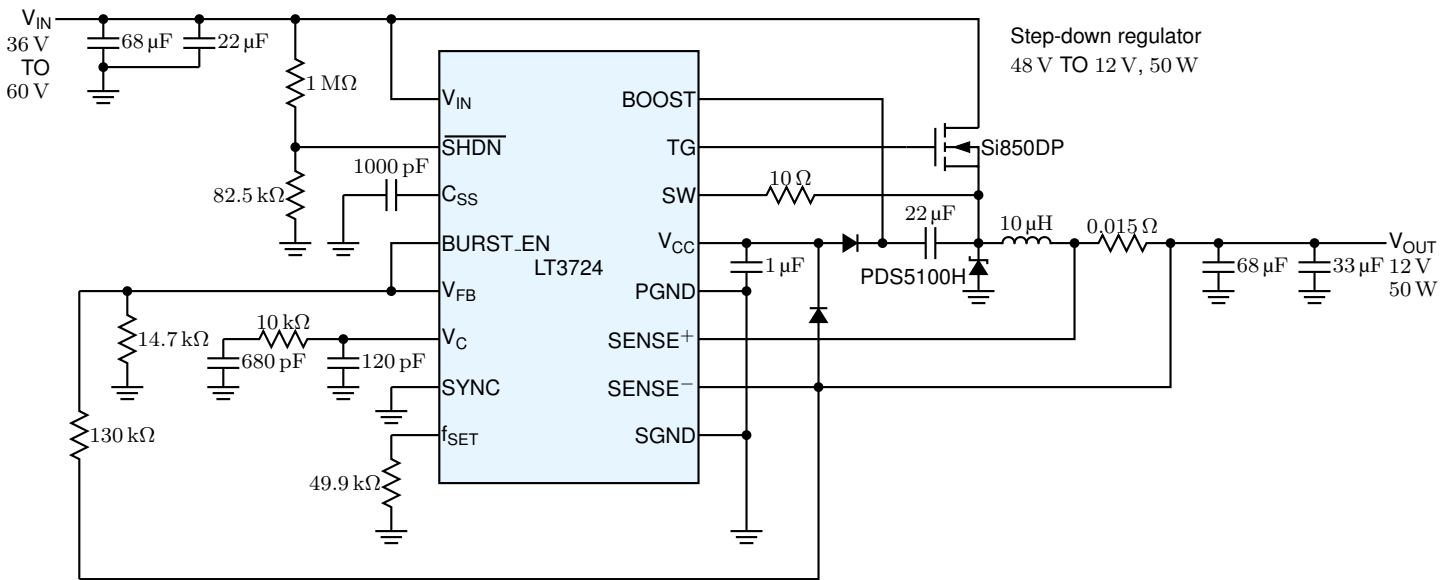 V_IN
36 V
TO
60 V
68 µF
22 µF
1 MΩ
82.5 kΩ
1000 pF
Step-down regulator
48 V TO 12 V, 50 W
V_IN
SHDN
C_SS
BURST_EN
V_FB
V_C
SYNC
f_SET
LT3724
BOOST
TG
SW
V_CC
PGND
SENSE+
SENSE−
SGND
Si850DP
10 Ω
22 µF
10 µH
0.015 Ω
1 µF
PDS5100H
68 µF
33 µF
V_OUT
12 V
50 W
14.7 kΩ
10 kΩ
680 pF
120 pF
130 kΩ
49.9 kΩ